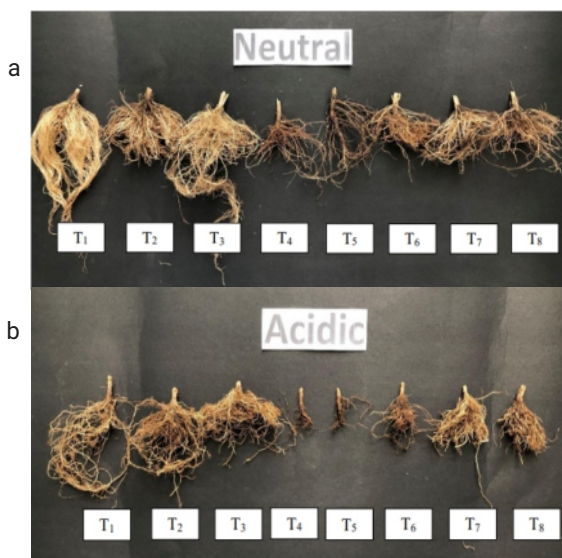 a
Neutral
T₁ T₂ T₃ T₄ T₅ T₆ T₇ T₈
b
Acidic
T₁ T₂ T₃ T₄ T₅ T₆ T₇ T₈